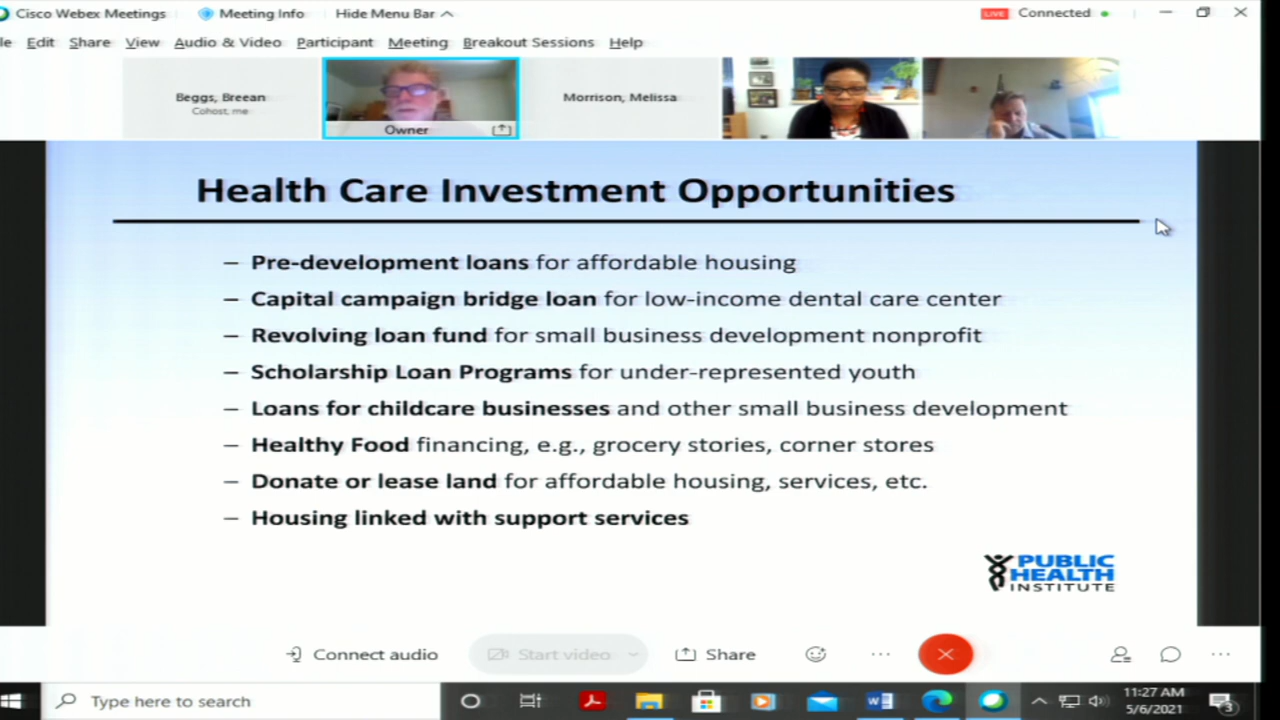 Cisco Webex Meetings Meeting Info Hide Menu Bar LIVE Connected
le Edit Share View Audio & Video Participant Meeting Breakout Sessions Help
Beggs, Breean
Cohost, me
Owner
Morrison, Melissa
Health Care Investment Opportunities
– Pre-development loans for affordable housing
– Capital campaign bridge loan for low-income dental care center
– Revolving loan fund for small business development nonprofit
– Scholarship Loan Programs for under-represented youth
– Loans for childcare businesses and other small business development
– Healthy Food financing, e.g., grocery stories, corner stores
– Donate or lease land for affordable housing, services, etc.
– Housing linked with support services
PUBLIC
HEALTH
INSTITUTE
Connect audio Start video Share
Type here to search
11:27 AM
5/6/2021
3